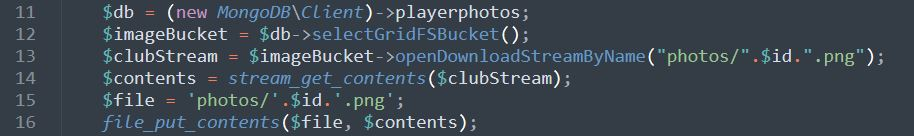 11 $db = (new MongoDB\Client)->playerphotos;
12 $imageBucket = $db->selectGridFSBucket();
13 $clubStream = $imageBucket->openDownloadStreamByName("photos/".$id.".png");
14 $contents = stream_get_contents($clubStream);
15 $file = 'photos/'.$id.'.png';
16 file_put_contents($file, $contents);